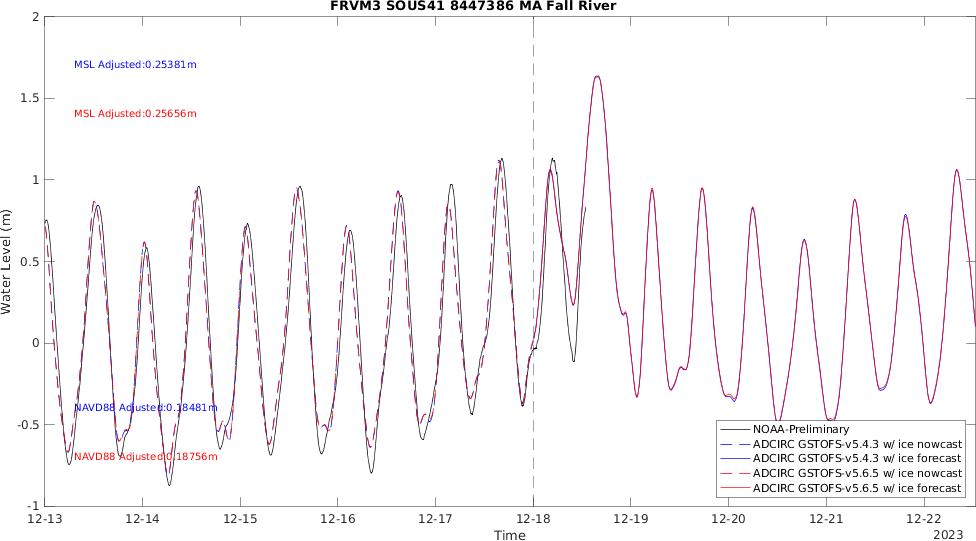 FRVM3 SOUS41 8447386 MA Fall River
2
1.5
1
0.5
0
-0.5
-1
Water Level (m)
MSL Adjusted:0.25381m
MSL Adjusted:0.25656m
NAVD88 Adjusted:0.18481m
NAVD88 Adjusted:0.18756m
NOAA-Preliminary
ADCIRC GSTOFS-v5.4.3 w/ ice nowcast
ADCIRC GSTOFS-v5.4.3 w/ ice forecast
ADCIRC GSTOFS-v5.6.5 w/ ice nowcast
ADCIRC GSTOFS-v5.6.5 w/ ice forecast
12-13 12-14 12-15 12-16 12-17 12-18 12-19 12-20 12-21 12-22
Time
2023